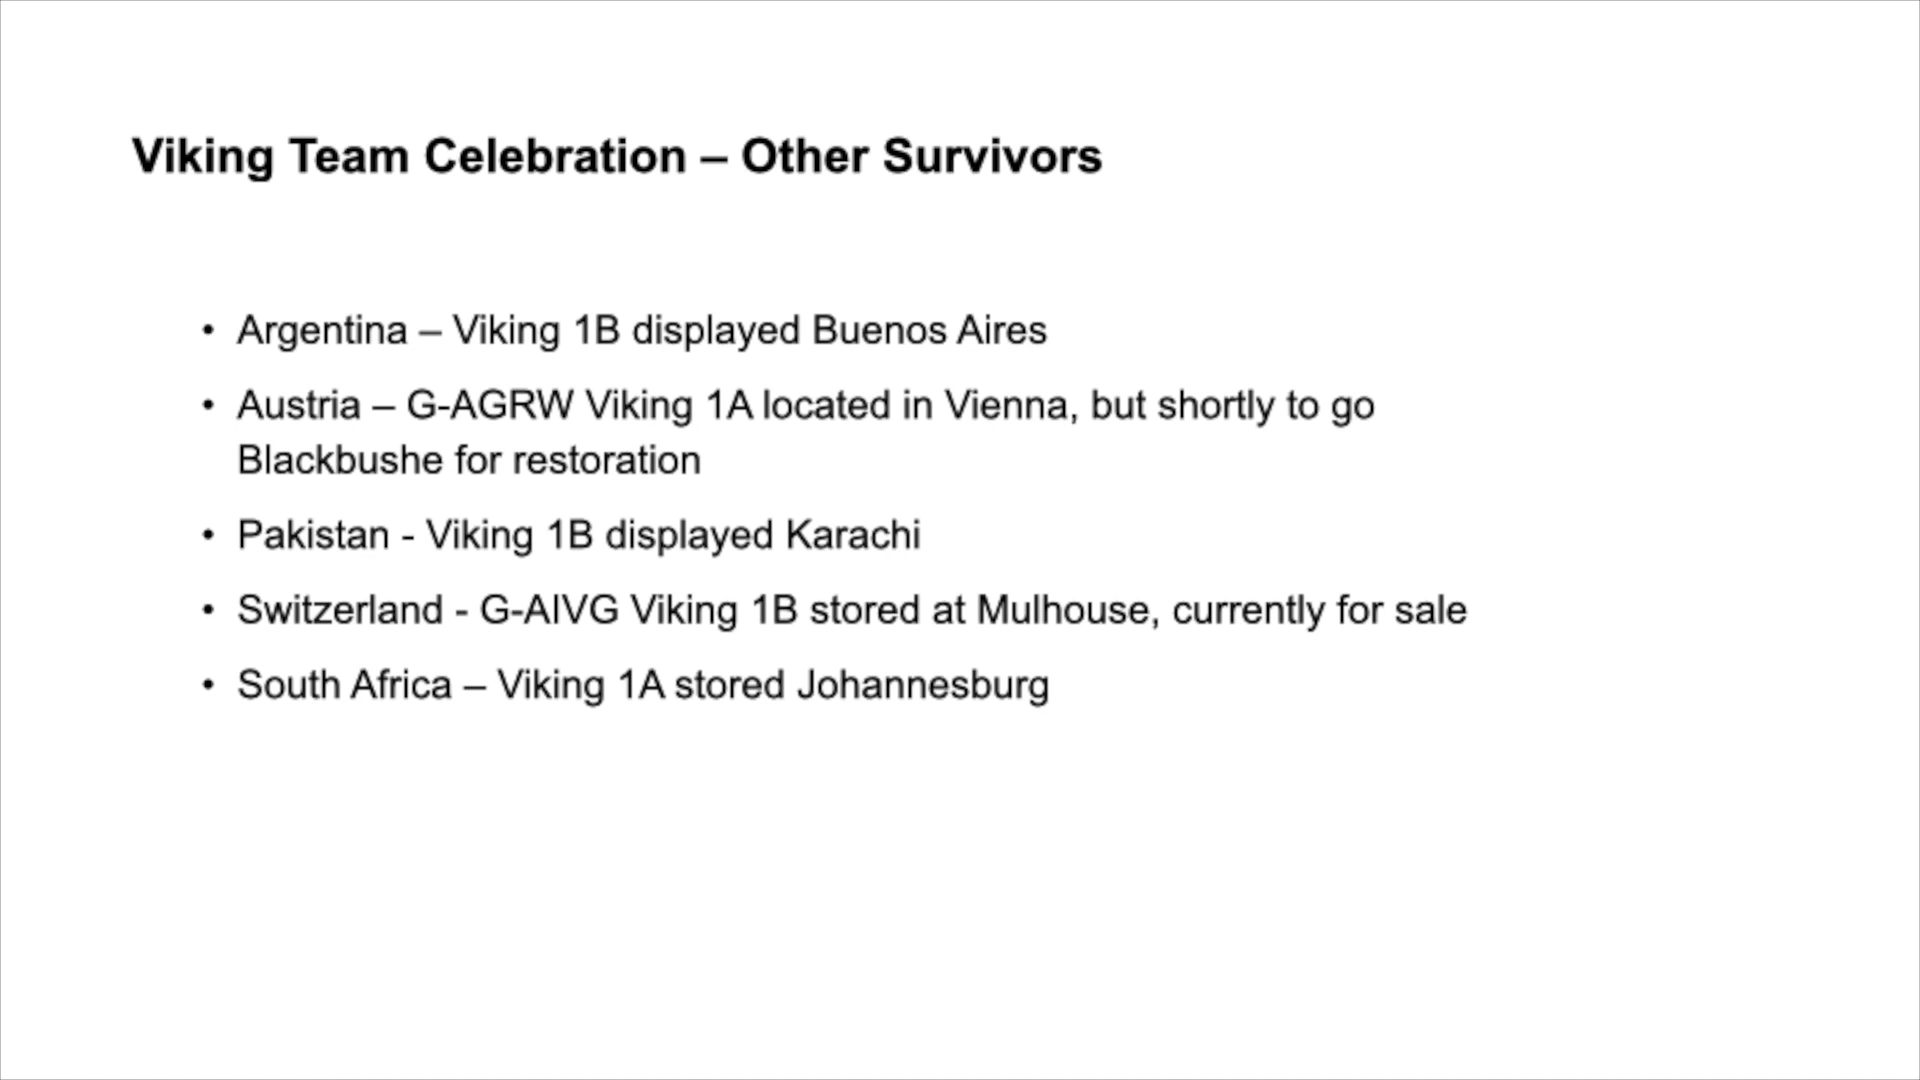 Viking Team Celebration – Other Survivors
• Argentina – Viking 1B displayed Buenos Aires
• Austria – G-AGRW Viking 1A located in Vienna, but shortly to go
Blackbushe for restoration
• Pakistan - Viking 1B displayed Karachi
• Switzerland - G-AIVG Viking 1B stored at Mulhouse, currently for sale
• South Africa – Viking 1A stored Johannesburg